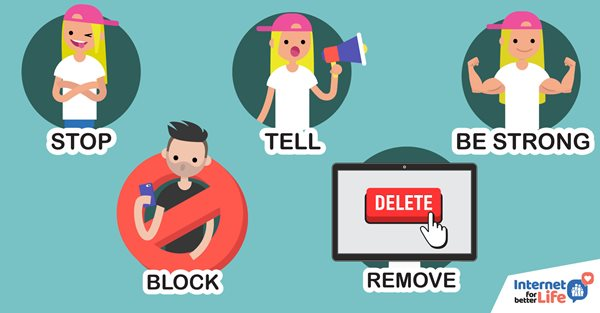 STOP
TELL
BE STRONG
BLOCK
DELETE
REMOVE
Internet
for
better
Life